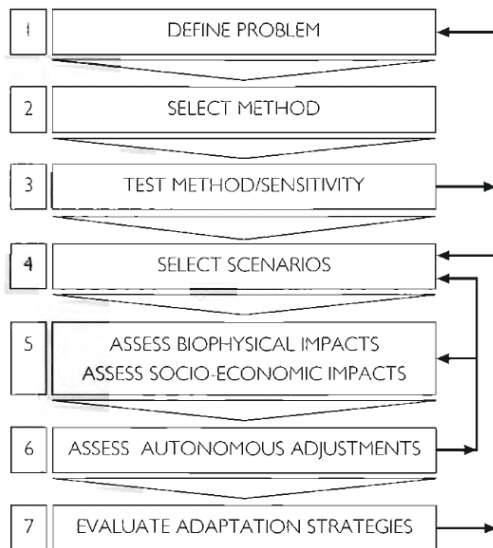 1 DEFINE PROBLEM
2 SELECT METHOD
3 TEST METHOD/SENSITIVITY
4 SELECT SCENARIOS
5 ASSESS BIOPHYSICAL IMPACTS
ASSESS SOCIO-ECONOMIC IMPACTS
6 ASSESS AUTONOMOUS ADJUSTMENTS
7 EVALUATE ADAPTATION STRATEGIES